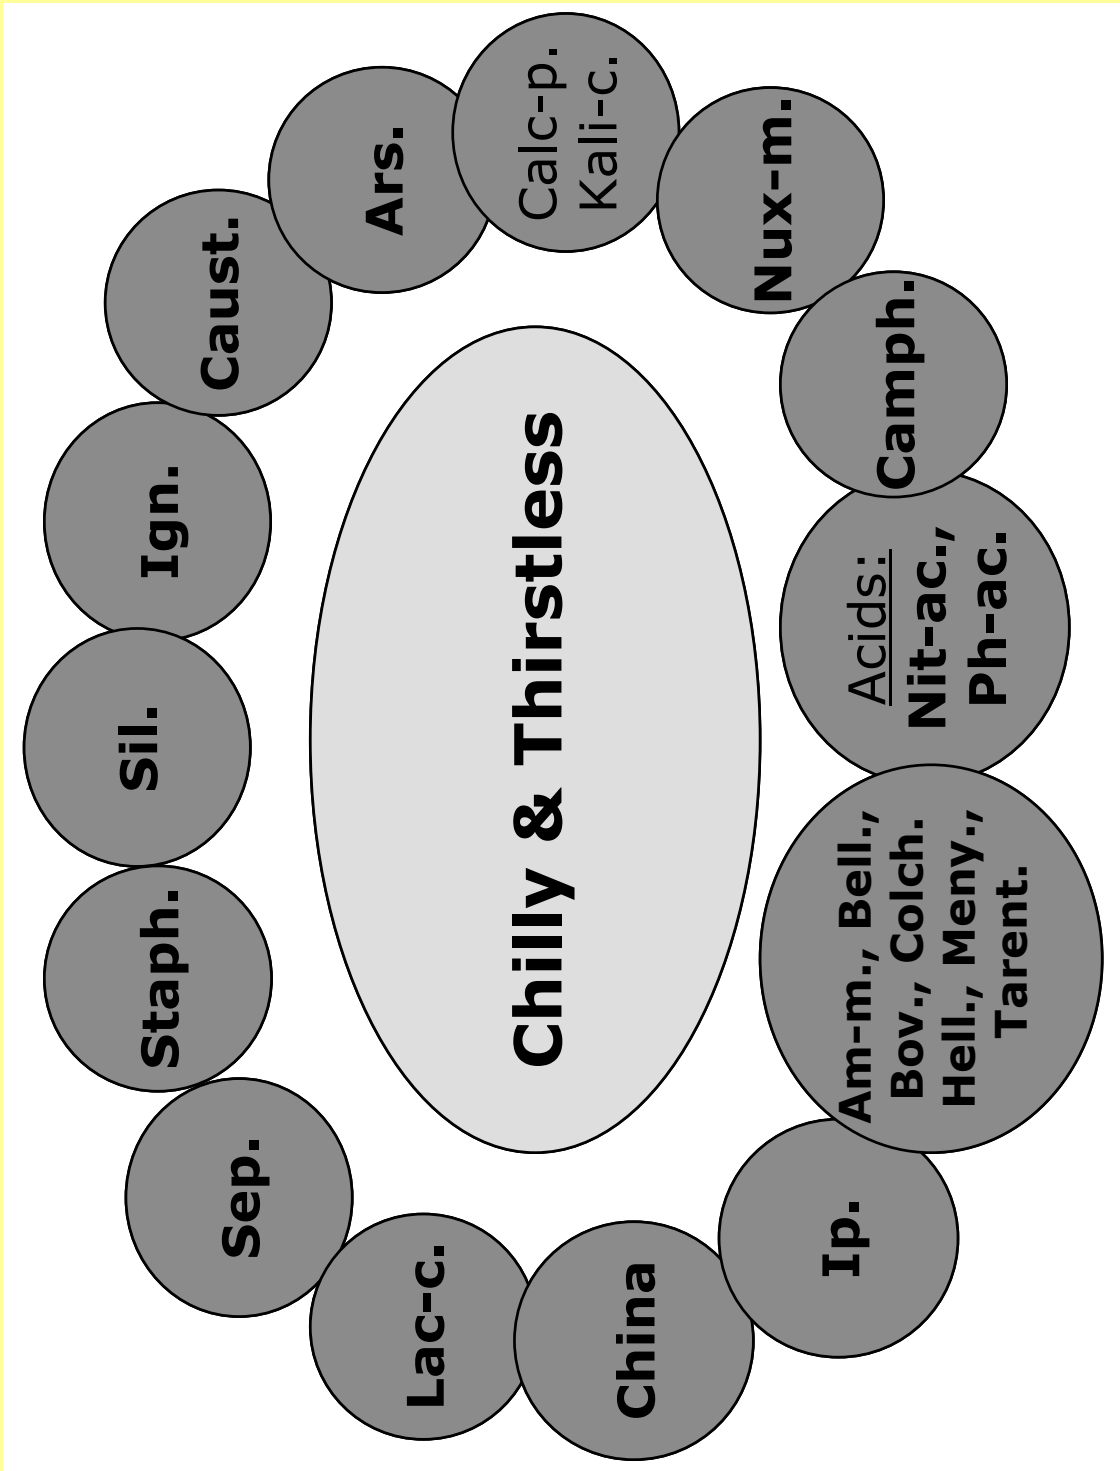 Chilly & Thirstless
Sil.
Ign.
Caust.
Ars.
Calc-p.
Kali-c.
Nux-m.
Camph.
Acids:
Nit-ac.,
Ph-ac.
Am-m., Bell.,
Bov., Colch.
Hell., Meny.,
Tarent.
Ip.
China
Lac-c.
Sep.
Staph.